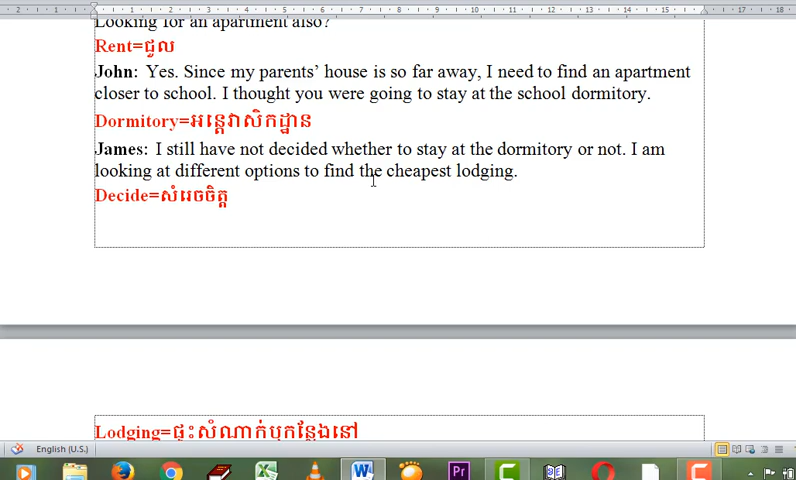 Looking for an apartment also?
Rent=ជួល
John: Yes. Since my parents’ house is so far away, I need to find an apartment
closer to school. I thought you were going to stay at the school dormitory.
Dormitory=អន្តេវាសិកដ្ឋាន
James: I still have not decided whether to stay at the dormitory or not. I am
looking at different options to find the cheapest lodging.
Decide=សំរេចចិត្ត
Lodging=ផ្ទះសំណាក់ឬកន្លែងនៅ
English (U.S.)